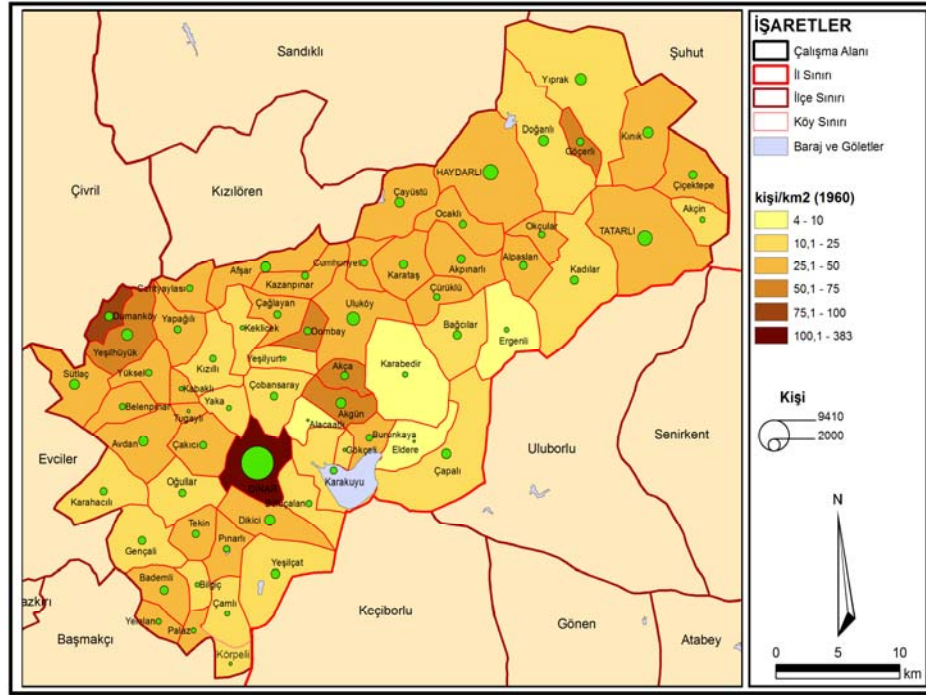 Sandıklı
Şuhut
Yıprak
Doğanlı
Göçerli
Kınık
Çivril
Kızılören
HAYDARLI
Çiçektepe
Çayüstü
Akçin
Ocaklı
Okçular
TATARLI
Cumhuriyet
Afşar
Karataş
Akpınarlı
Alpaslan
Kadılar
Kazanpınar
Cerityaylası
Çürüklü
Çağlayan
Uluköy
Dumanköy
Keklicek
Dombay
Bağcılar
Ergenli
Yapağılı
Yeşilhüyük
Yeşilyurt
Akça
Karabedir
Sütlaç
Yüksel
Kızıllı
Kabaklı
Çobansaray
Belenpınar
Yaka
Akgün
Tugaylı
Alacaatlı
Burunkaya
Avdan
Çakıcı
Gökçeli
Eldere
Uluborlu
Senirkent
Evciler
Çapalı
Oğullar
DİNAR
Karakuyu
Karahacılı
Dikici
Tekin
Pınarlı
Gençali
Yeşilçat
Bademli
Bilgiç
Çamlı
Keçiborlu
Gönen
Başmakçı
Palaz
Atabey
Körpeli
İŞARETLER
Çalışma Alanı
İl Sınırı
İlçe Sınırı
Köy Sınırı
Baraj ve Göletler
kişi/km2 (1960)
4 - 10
10,1 - 25
25,1 - 50
50,1 - 75
75,1 - 100
100,1 - 383
Kişi
9410
2000
N
0 5 10
km